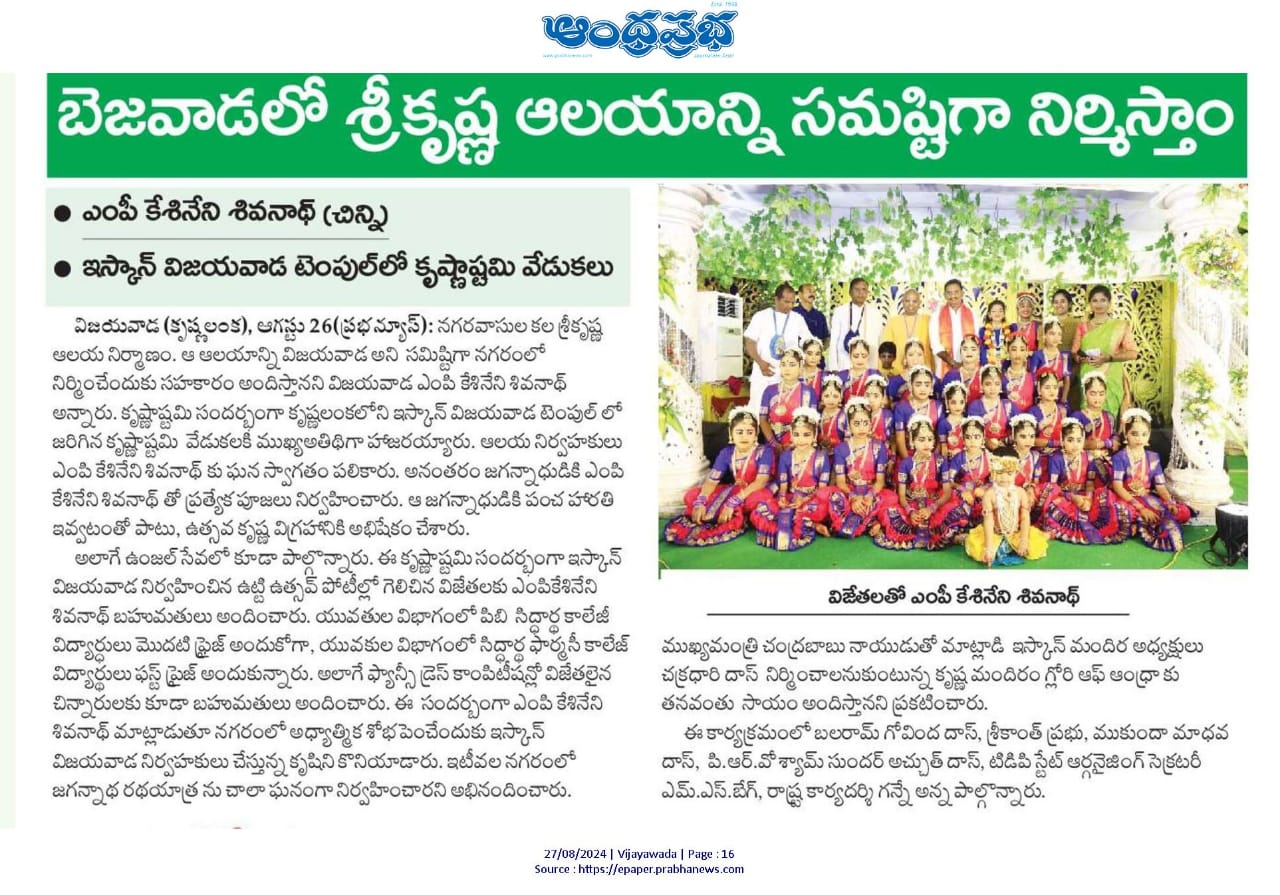 ఆంధ్రప్రభ
బెజవాడలో శ్రీకృష్ణ ఆలయాన్ని సమష్టిగా నిర్మిస్తాం
● ఎంపీ కేశినేని శివనాథ్ (చిన్ని)
● ఇస్కాన్ విజయవాడ టెంపుల్‌లో కృష్ణాష్టమి వేడుకలు
విజయవాడ (కృష్ణలంక), ఆగస్టు 26(ప్రభ న్యూస్): నగరవాసుల కల శ్రీకృష్ణ
ఆలయ నిర్మాణం. ఆ ఆలయాన్ని విజయవాడ అని సమిష్టిగా నగరంలో
నిర్మించేందుకు సహకారం అందిస్తానని విజయవాడ ఎంపి కేశినేని శివనాథ్
అన్నారు. కృష్ణాష్టమి సందర్భంగా కృష్ణలంకలోని ఇస్కాన్ విజయవాడ టెంపుల్ లో
జరిగిన కృష్ణాష్టమి వేడుకలకి ముఖ్యఅతిథిగా హాజరయ్యారు. ఆలయ నిర్వహకులు
ఎంపి కేశినేని శివనాథ్ కు ఘన స్వాగతం పలికారు. అనంతరం జగన్నాధుడికి ఎంపి
కేశినేని శివనాథ్ తో ప్రత్యేక పూజలు నిర్వహించారు. ఆ జగన్నాధుడికి పంచ హారతి
ఇవ్వటంతో పాటు, ఉత్సవ కృష్ణ విగ్రహానికి అభిషేకం చేశారు.
అలాగే ఉంజల్ సేవలో కూడా పాల్గొన్నారు. ఈ కృష్ణాష్టమి సందర్భంగా ఇస్కాన్
విజయవాడ నిర్వహించిన ఉట్టి ఉత్సవ్ పోటీల్లో గెలిచిన విజేతలకు ఎంపికేశినేని
శివనాథ్ బహుమతులు అందించారు. యువతుల విభాగంలో పిబి సిద్ధార్థ కాలేజీ
విద్యార్ధులు మొదటి ఫ్రైజ్ అందుకోగా, యువకుల విభాగంలో సిద్ధార్థ ఫార్మసీ కాలేజ్
విద్యార్థులు ఫస్ట్ ఫ్రైజ్ అందుకున్నారు. అలాగే ఫ్యాన్సీ డ్రెస్ కాంపిటీషన్లో విజేతలైన
చిన్నారులకు కూడా బహుమతులు అందించారు. ఈ సందర్భంగా ఎంపి కేశినేని
శివనాథ్ మాట్లాడుతూ నగరంలో అధ్యాత్మిక శోభ పెంచేందుకు ఇస్కాన్
విజయవాడ నిర్వహకులు చేస్తున్న కృషిని కొనియాడారు. ఇటీవల నగరంలో
జగన్నాథ రథయాత్ర ను చాలా ఘనంగా నిర్వహించారని అభినందించారు.
విజేతలతో ఎంపీ కేశినేని శివనాథ్
ముఖ్యమంత్రి చంద్రబాబు నాయుడుతో మాట్లాడి ఇస్కాన్ మందిర అధ్యక్షులు
చక్రధారి దాస్ నిర్మించాలనుకుంటున్న కృష్ణ మందిరం గ్లోరి ఆఫ్ ఆంధ్రా కు
తనవంతు సాయం అందిస్తానని ప్రకటించారు.
ఈ కార్యక్రమంలో బలరామ్ గోవింద దాస్, శ్రీకాంత్ ప్రభు, ముకుందా మాధవ
దాస్, పి.ఆర్.వో శ్యామ్ సుందర్ అచ్యుత్ దాస్, టిడిపి స్టేట్ ఆర్గనైజింగ్ సెక్రటరీ
ఎమ్.ఎస్.బేగ్, రాష్ట్ర కార్యదర్శి గన్నే అన్న పాల్గొన్నారు.
27/08/2024 | Vijayawada | Page : 16
Source : https://epaper.prabhanews.com